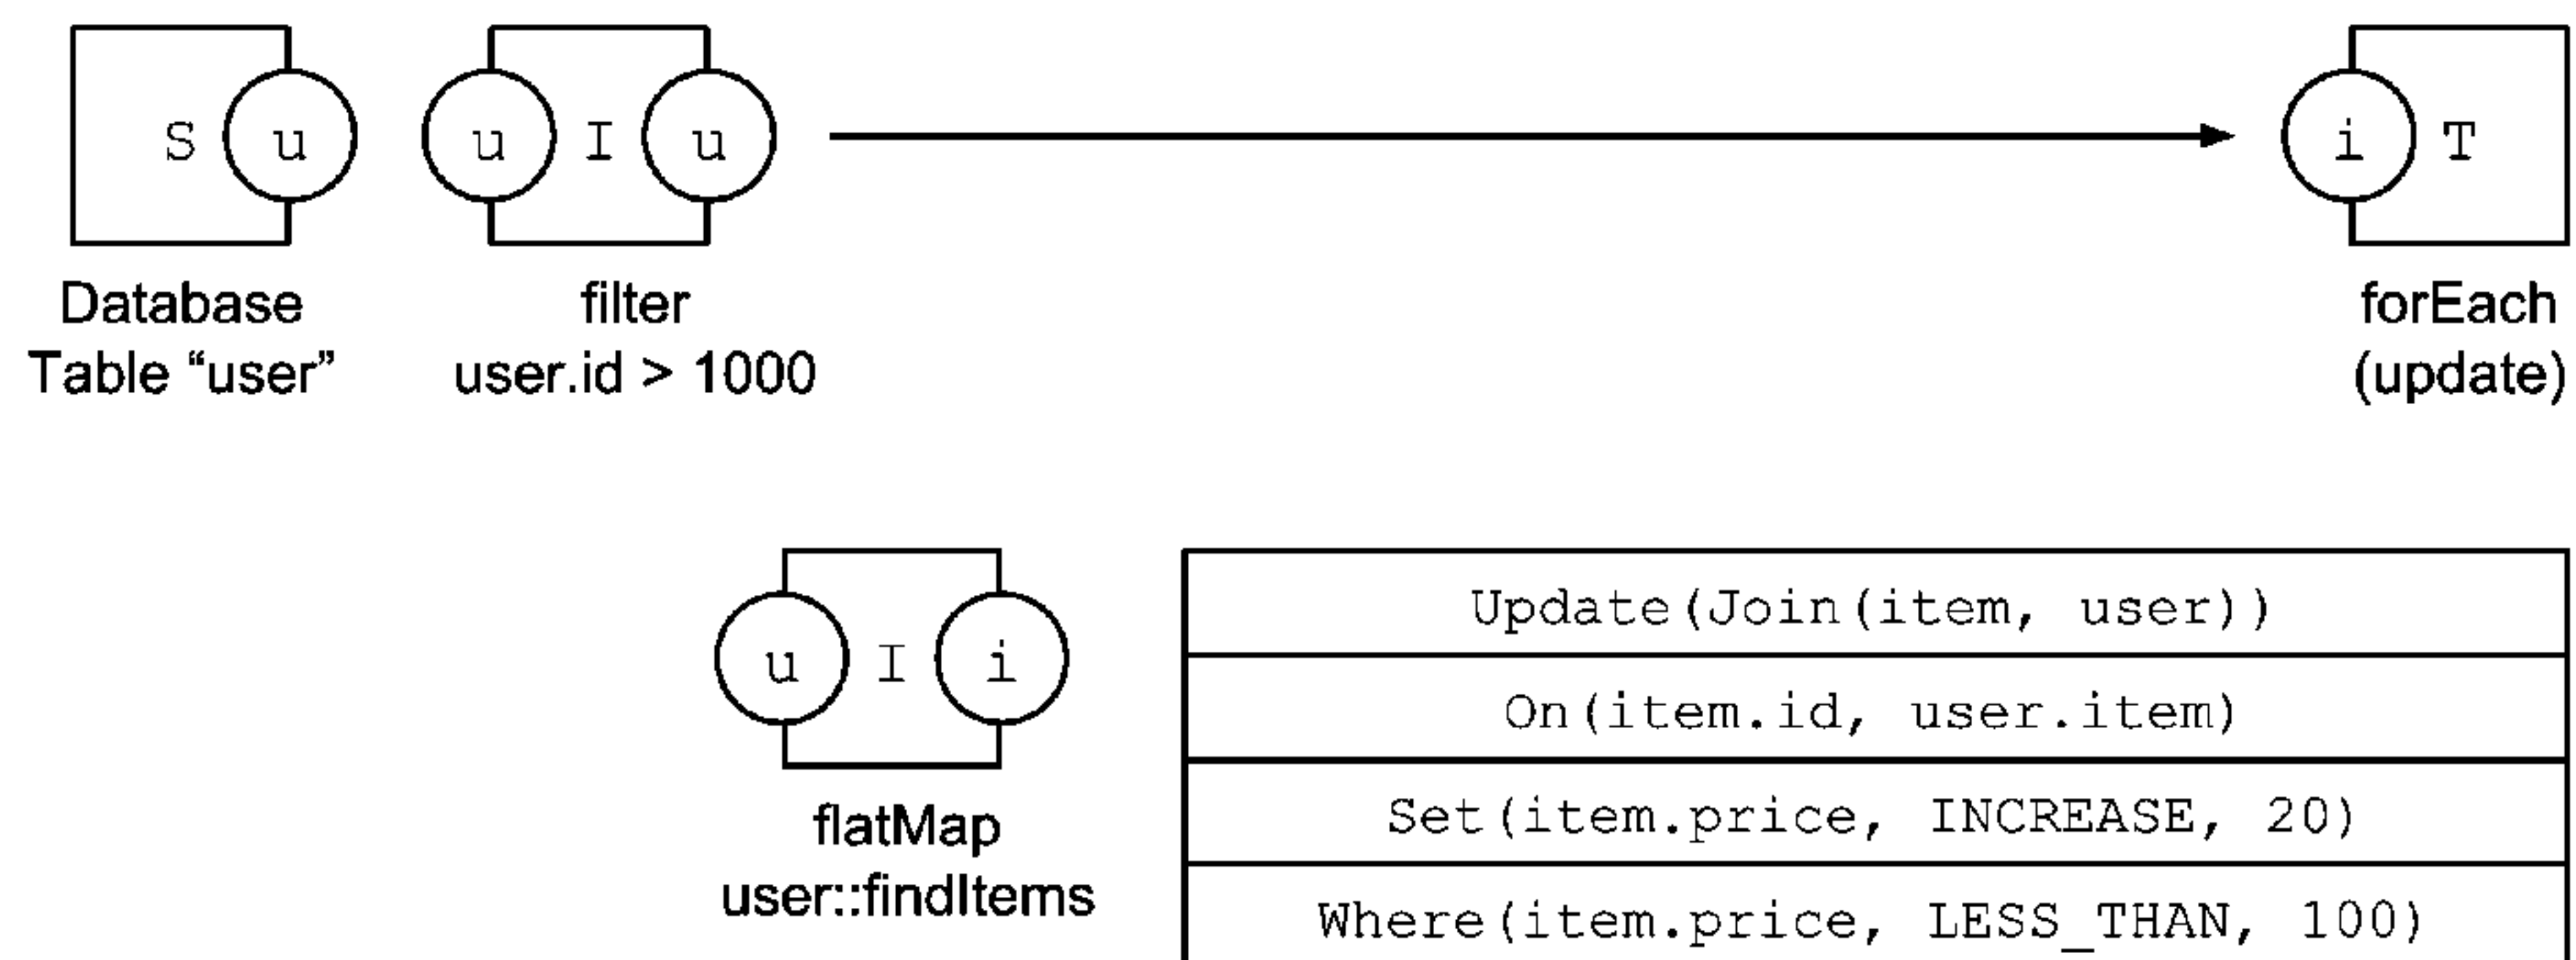 S u u I u i T
Database filter forEach
Table “user” user.id > 1000 (update)
u I i
flatMap
user::findItems
Update(Join(item, user))
On(item.id, user.item)
Set(item.price, INCREASE, 20)
Where(item.price, LESS_THAN, 100)